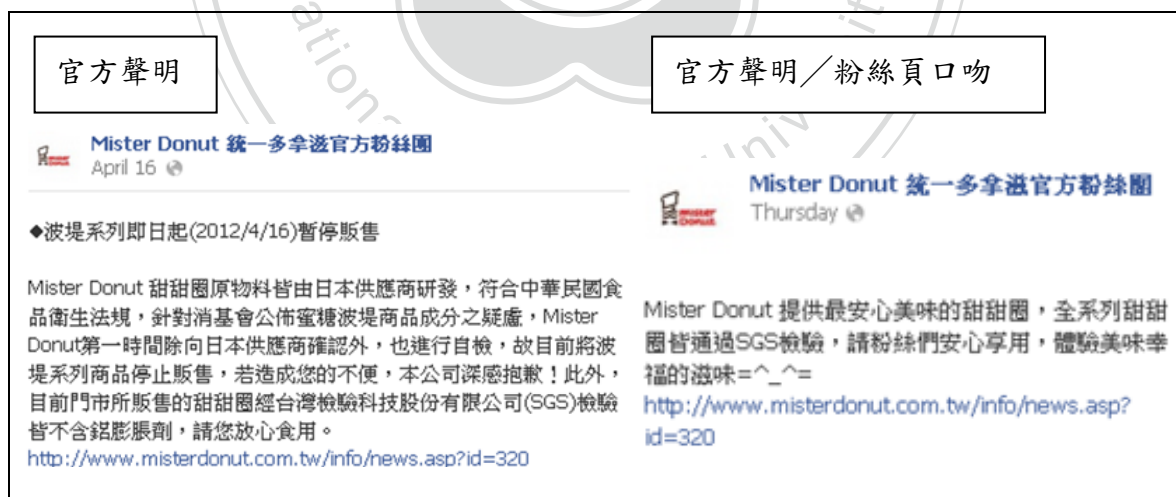 官方聲明
Mister Donut 統一多拿滋官方粉絲團
April 16
◆波堤系列即日起(2012/4/16)暫停販售
Mister Donut 甜甜圈原物料皆由日本供應商研發，符合中華民國食
品衛生法規，針對消基會公佈蜜糖波堤商品成分之疑慮，Mister
Donut第一時間除向日本供應商確認外，也進行自檢，故目前將波
堤系列商品停止販售，若造成您的不便，本公司深感抱歉！此外，
目前門市所販售的甜甜圈經台灣檢驗科技股份有限公司(SGS)檢驗
皆不含鋁膨脹劑，請您放心食用。
http://www.misterdonut.com.tw/info/news.asp?id=320
官方聲明／粉絲頁口吻
mister
Donut
Mister Donut 統一多拿滋官方粉絲團
Thursday
Mister Donut 提供最安心美味的甜甜圈，全系列甜甜
圈皆通過SGS檢驗，請粉絲們安心享用，體驗美味幸
福的滋味=^_^=
http://www.misterdonut.com.tw/info/news.asp?
id=320
ation
Univ
it